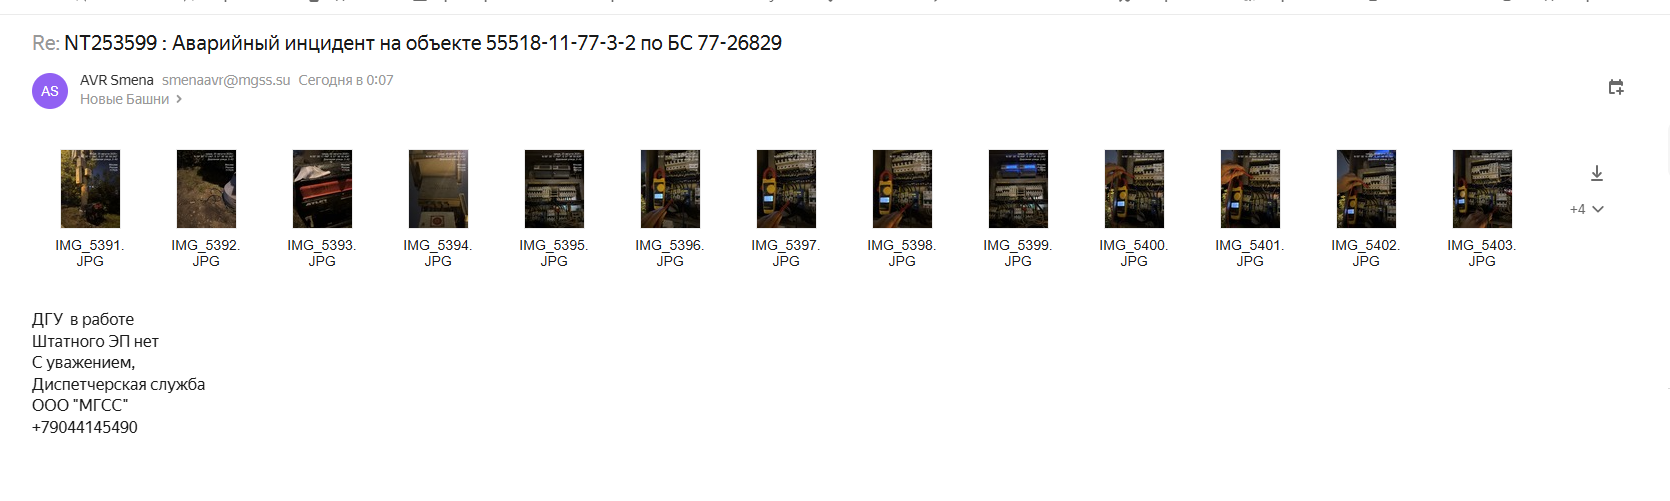 Re: NT253599 : Аварийный инцидент на объекте 55518-11-77-3-2 по БС 77-26829
AS
AVR Smena smenaavr@mgss.su Сегодня в 0:07
Новые Башни
IMG_5391.
JPG
IMG_5392.
JPG
IMG_5393.
JPG
IMG_5394.
JPG
IMG_5395.
JPG
IMG_5396.
JPG
IMG_5397.
JPG
IMG_5398.
JPG
IMG_5399.
JPG
IMG_5400.
JPG
IMG_5401.
JPG
IMG_5402.
JPG
IMG_5403.
JPG
+4
ДГУ в работе
Штатного ЭП нет
С уважением,
Диспетчерская служба
ООО "МГСС"
+79044145490